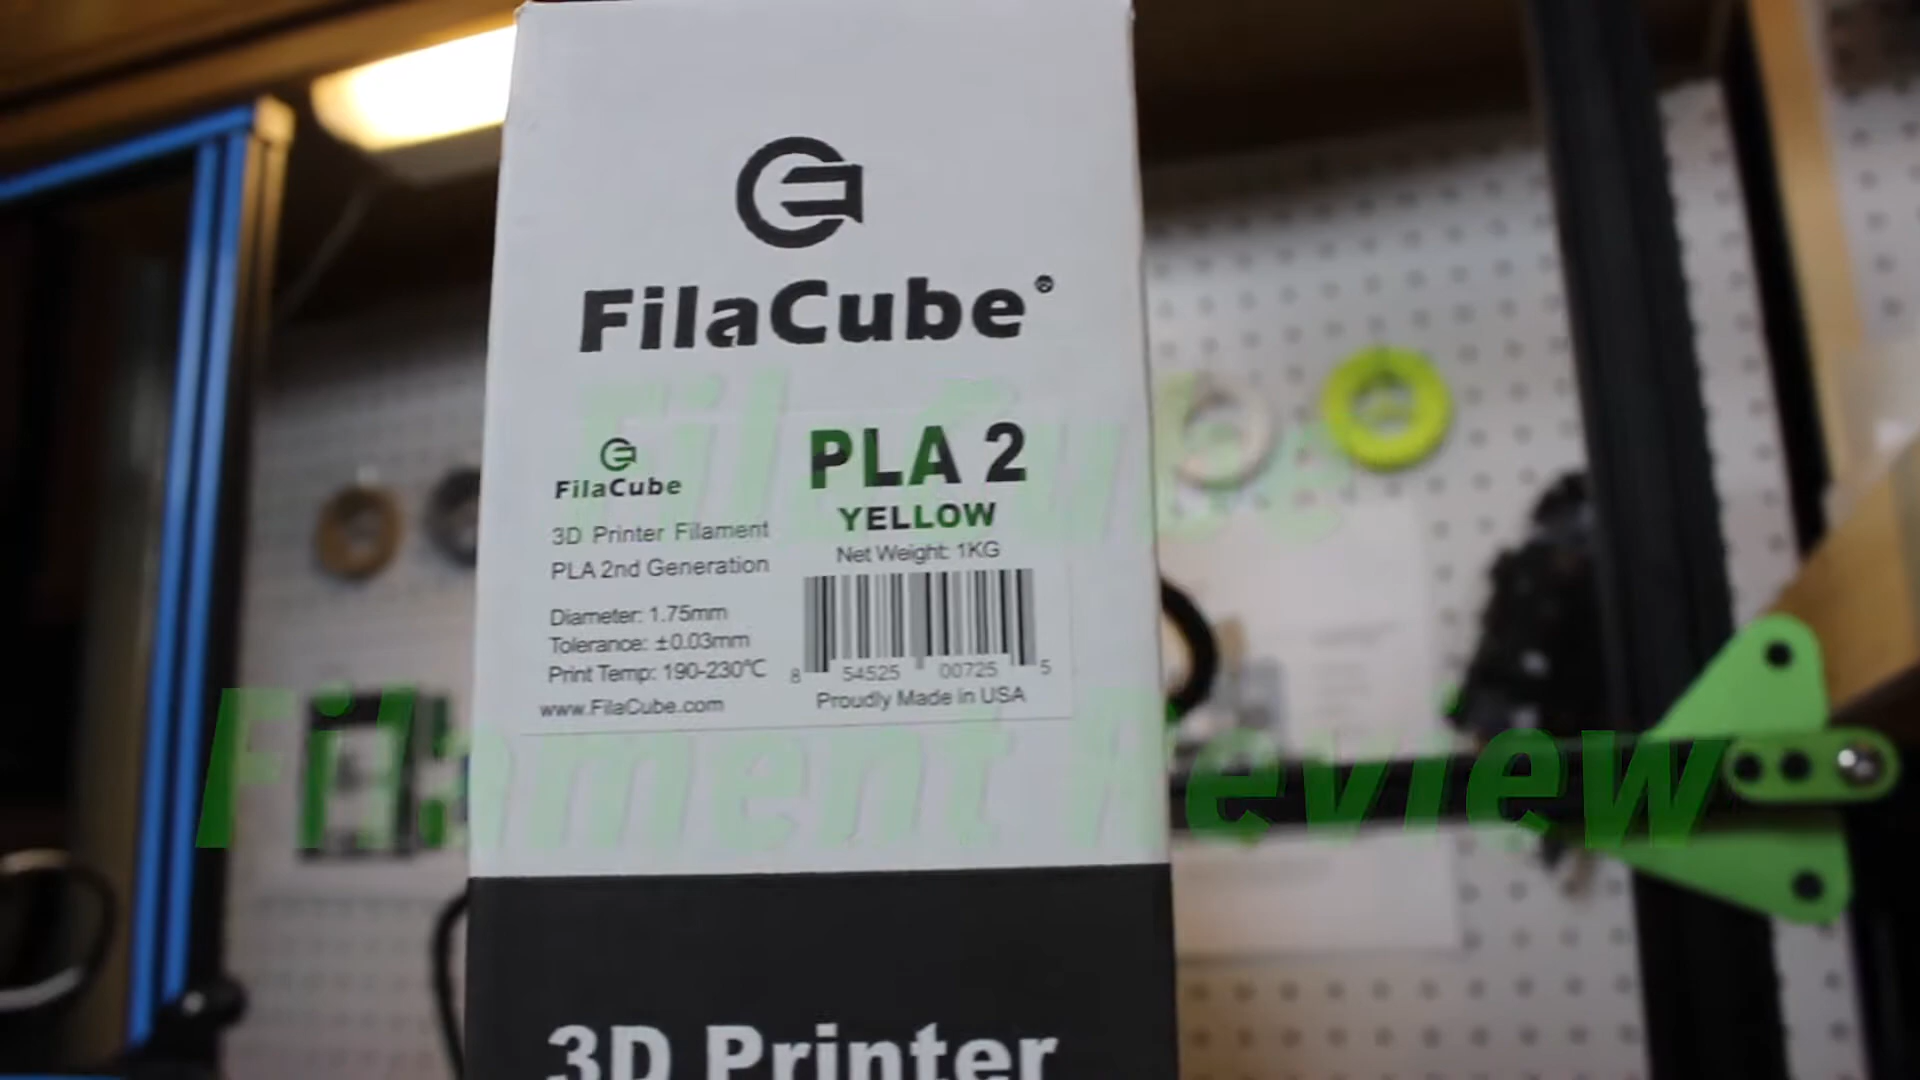 FilaCube®
FilaCube
FilaCube
PLA 2
YELLOW
3D Printer Filament
PLA 2nd Generation
Net Weight: 1KG
Diameter: 1.75mm
Tolerance: ±0.03mm
Print Temp: 190-230℃
8 54525 00725 5
www.FilaCube.com
Proudly Made in USA
Filament Review
3D Printer